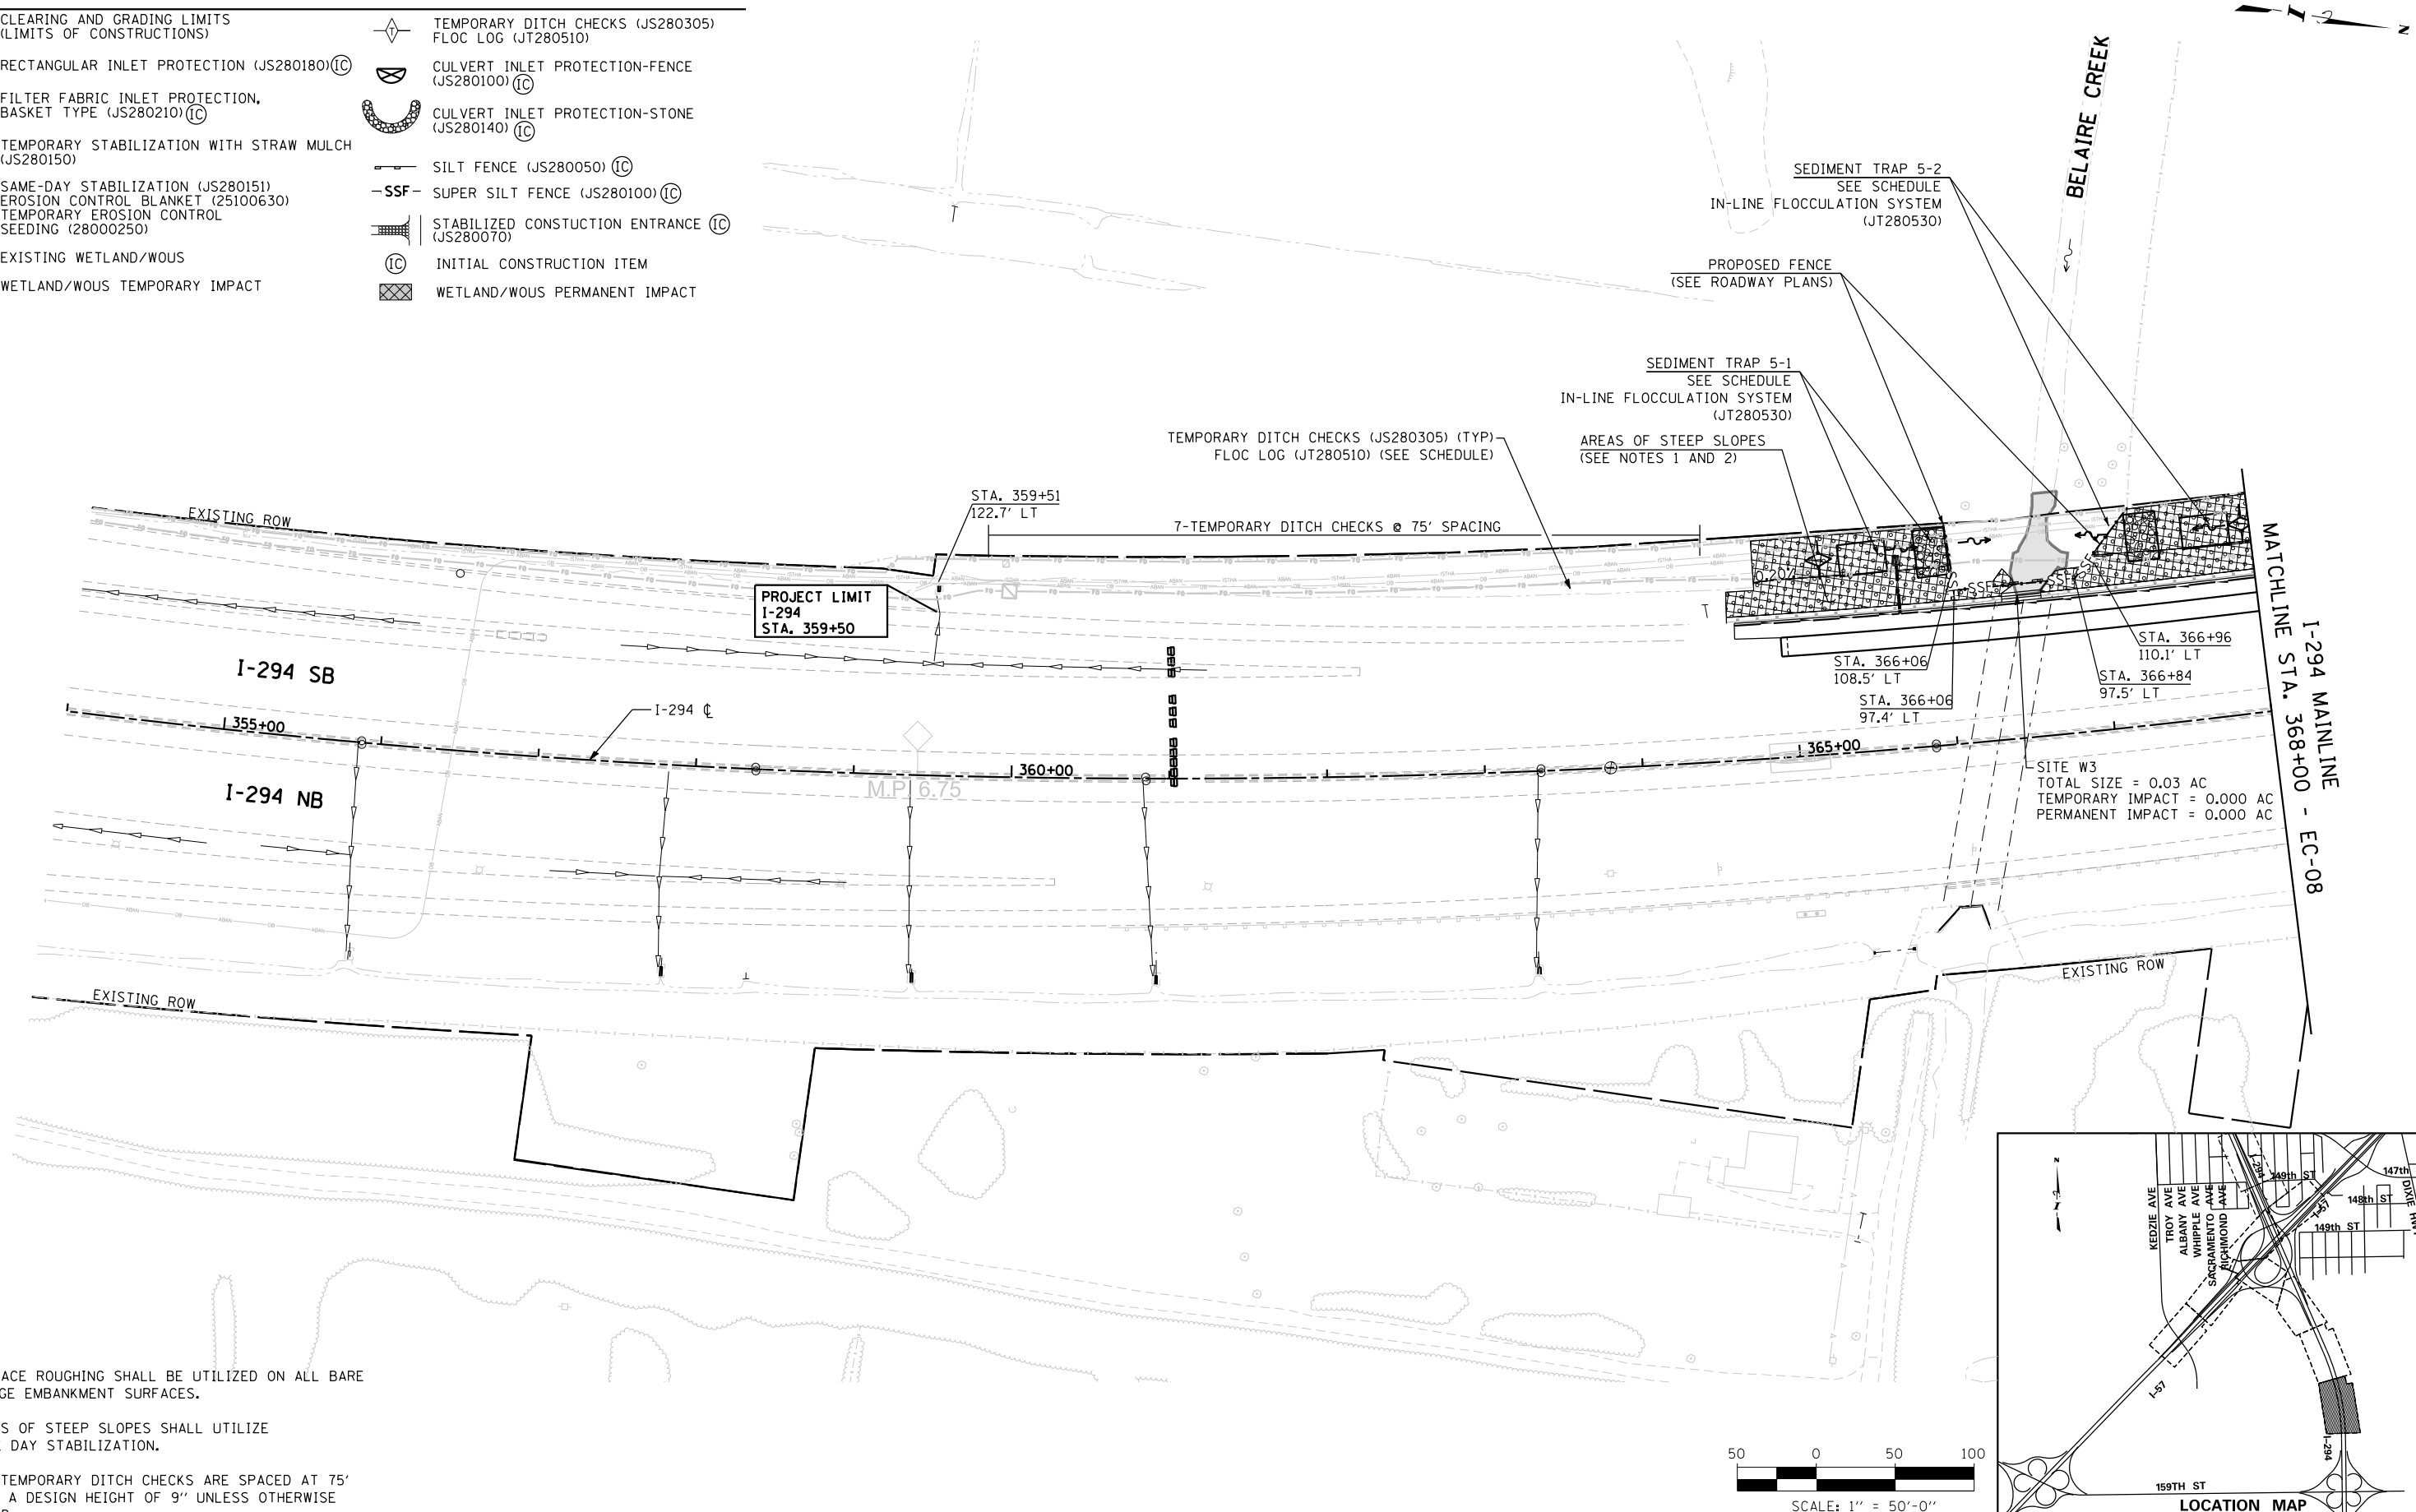 CLEARING AND GRADING LIMITS
(LIMITS OF CONSTRUCTIONS)
RECTANGULAR INLET PROTECTION (JS280180) IC
FILTER FABRIC INLET PROTECTION,
BASKET TYPE (JS280210) IC
TEMPORARY STABILIZATION WITH STRAW MULCH
(JS280150)
SAME-DAY STABILIZATION (JS280151)
EROSION CONTROL BLANKET (25100630)
TEMPORARY EROSION CONTROL
SEEDING (28000250)
EXISTING WETLAND/WOUS
WETLAND/WOUS TEMPORARY IMPACT
T
TEMPORARY DITCH CHECKS (JS280305)
FLOC LOG (JT280510)
CULVERT INLET PROTECTION-FENCE
(JS280100) IC
CULVERT INLET PROTECTION-STONE
(JS280140) IC
SILT FENCE (JS280050) IC
SSF
SUPER SILT FENCE (JS280100) IC
STABILIZED CONSTUCTION ENTRANCE IC
(JS280070)
IC
INITIAL CONSTRUCTION ITEM
WETLAND/WOUS PERMANENT IMPACT
N
BELAIRE CREEK
SEDIMENT TRAP 5-2
SEE SCHEDULE
IN-LINE FLOCCULATION SYSTEM
(JT280530)
PROPOSED FENCE
(SEE ROADWAY PLANS)
SEDIMENT TRAP 5-1
SEE SCHEDULE
IN-LINE FLOCCULATION SYSTEM
(JT280530)
TEMPORARY DITCH CHECKS (JS280305) (TYP)
FLOC LOG (JT280510) (SEE SCHEDULE)
AREAS OF STEEP SLOPES
(SEE NOTES 1 AND 2)
STA. 359+51
122.7' LT
7-TEMPORARY DITCH CHECKS @ 75' SPACING
EXISTING ROW
PROJECT LIMIT
I-294
STA. 359+50
STA. 366+96
110.1' LT
STA. 366+06
108.5' LT
STA. 366+84
97.5' LT
STA. 366+06
97.4' LT
I-294 SB
I-294 ℄
355+00
360+00
365+00
M.P. 6.75
I-294 NB
SITE W3
TOTAL SIZE = 0.03 AC
TEMPORARY IMPACT = 0.000 AC
PERMANENT IMPACT = 0.000 AC
I-294 MAINLINE
MATCHLINE STA. 368+00 - EC-08
EXISTING ROW
EXISTING ROW
ACE ROUGHING SHALL BE UTILIZED ON ALL BARE
GE EMBANKMENT SURFACES.
S OF STEEP SLOPES SHALL UTILIZE
DAY STABILIZATION.
TEMPORARY DITCH CHECKS ARE SPACED AT 75'
A DESIGN HEIGHT OF 9" UNLESS OTHERWISE
50 0 50 100
SCALE: 1" = 50'-0"
N
KEDZIE AVE
TROY AVE
ALBANY AVE
WHIPPLE AVE
SACRAMENTO AVE
RICHMOND AVE
I-294
149th ST
147th
148th ST
DIXIE HWY
I-57
149th ST
I-57
I-294
159TH ST
LOCATION MAP